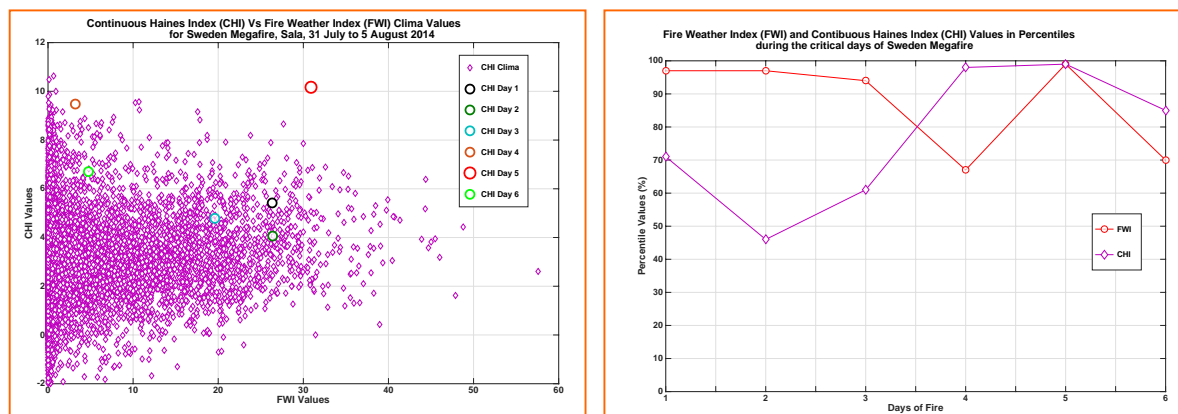 Continuous Haines Index (CHI) Vs Fire Weather Index (FWI) Clima Values
for Sweden Megafire, Sala, 31 July to 5 August 2014
12
10
8
6
4
2
0
-2
CHI Values
0 10 20 30 40 50 60
FWI Values
CHI Clima
CHI Day 1
CHI Day 2
CHI Day 3
CHI Day 4
CHI Day 5
CHI Day 6
Fire Weather Index (FWI) and Contibuous Haines Index (CHI) Values in Percentiles
during the critical days of Sweden Megafire
100
90
80
70
60
50
40
30
20
10
0
Percentile Values (%)
1 2 3 4 5 6
Days of Fire
FWI
CHI